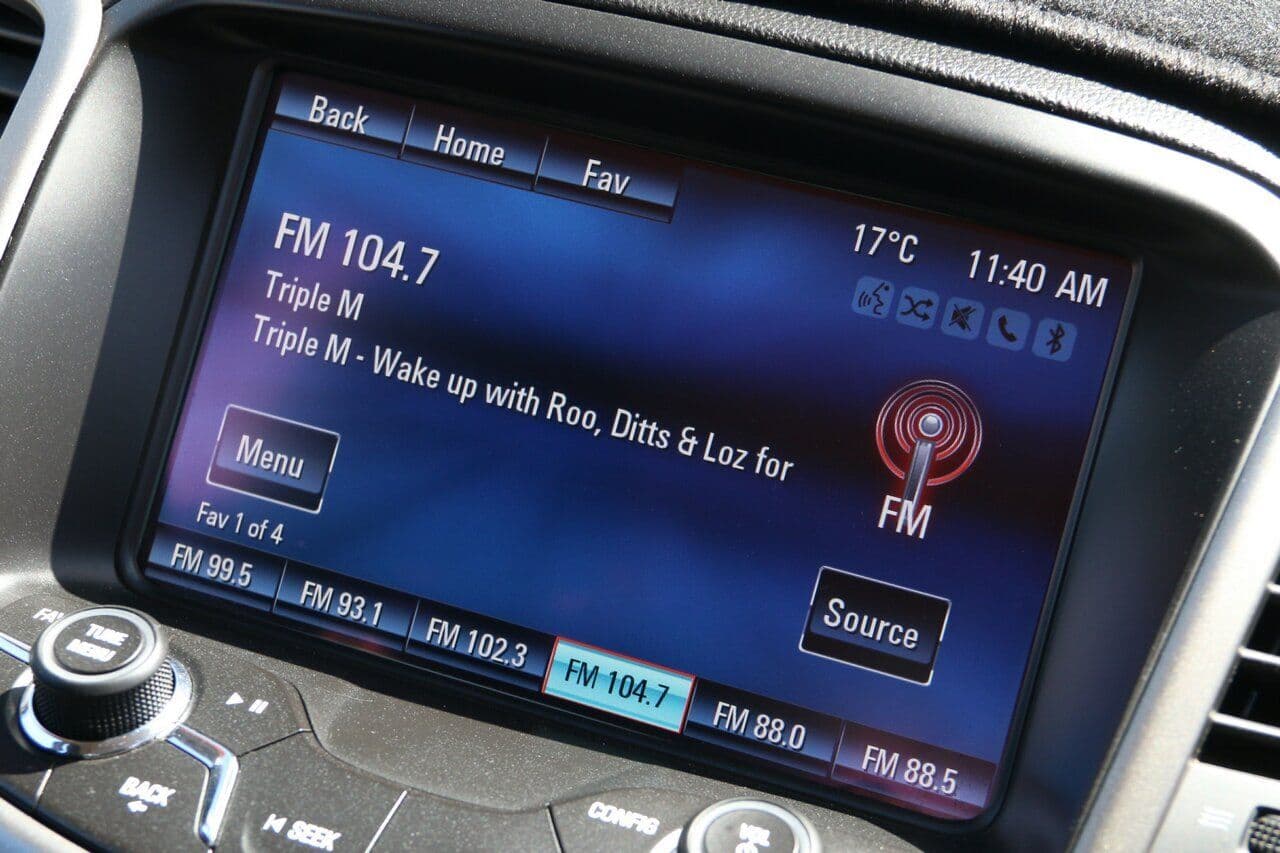 Back
Home
Fav
17°C 11:40 AM
FM 104.7
Triple M
Triple M - Wake up with Roo, Ditts & Loz for
Menu
FM
Fav 1 of 4
Source
FM 99.5
FM 93.1
FM 102.3
FM 104.7
FM 88.0
FM 88.5
TUNE
MENU
BACK
SEEK
CONFIG
VOL